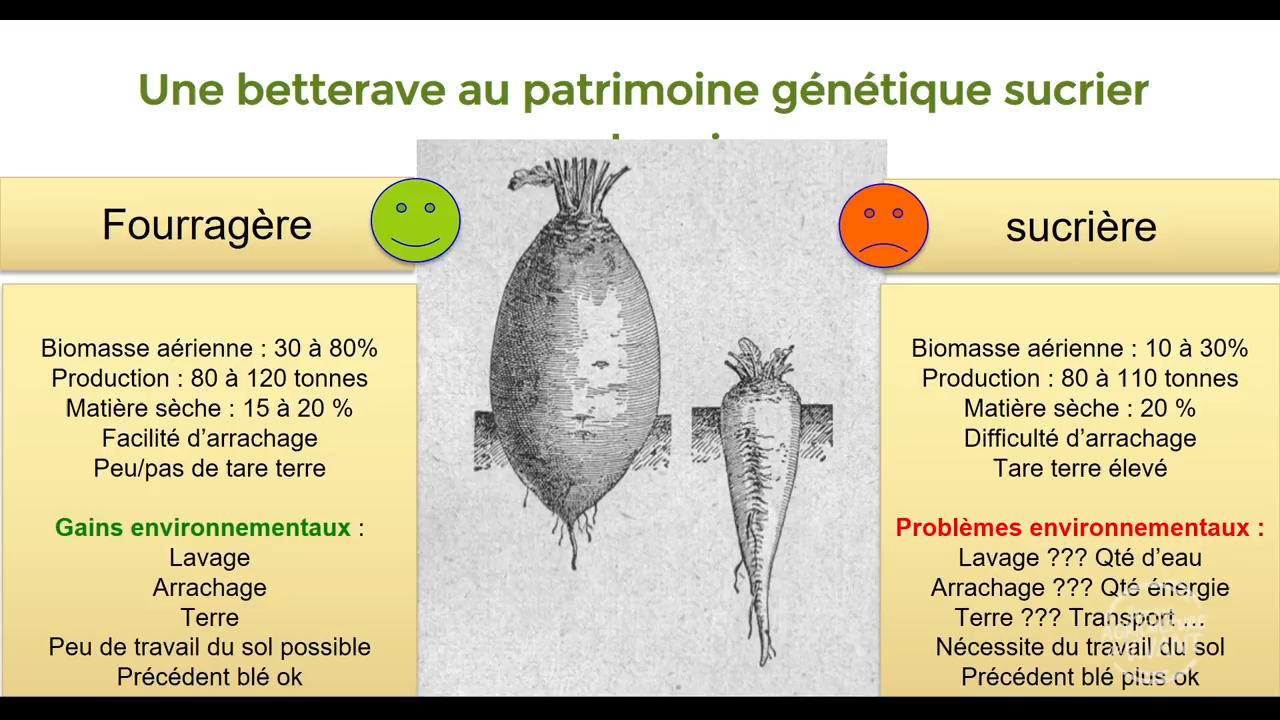 Une betterave au patrimoine génétique sucrier
Fourragère
Biomasse aérienne : 30 à 80%
Production : 80 à 120 tonnes
Matière sèche : 15 à 20 %
Facilité d’arrachage
Peu/pas de tare terre
Gains environnementaux :
Lavage
Arrachage
Terre
Peu de travail du sol possible
Précédent blé ok
sucrière
Biomasse aérienne : 10 à 30%
Production : 80 à 110 tonnes
Matière sèche : 20 %
Difficulté d’arrachage
Tare terre élevé
Problèmes environnementaux :
Lavage ??? Qté d’eau
Arrachage ??? Qté énergie
Terre ??? Transport ...
Nécessite du travail du sol
Précédent blé plus ok